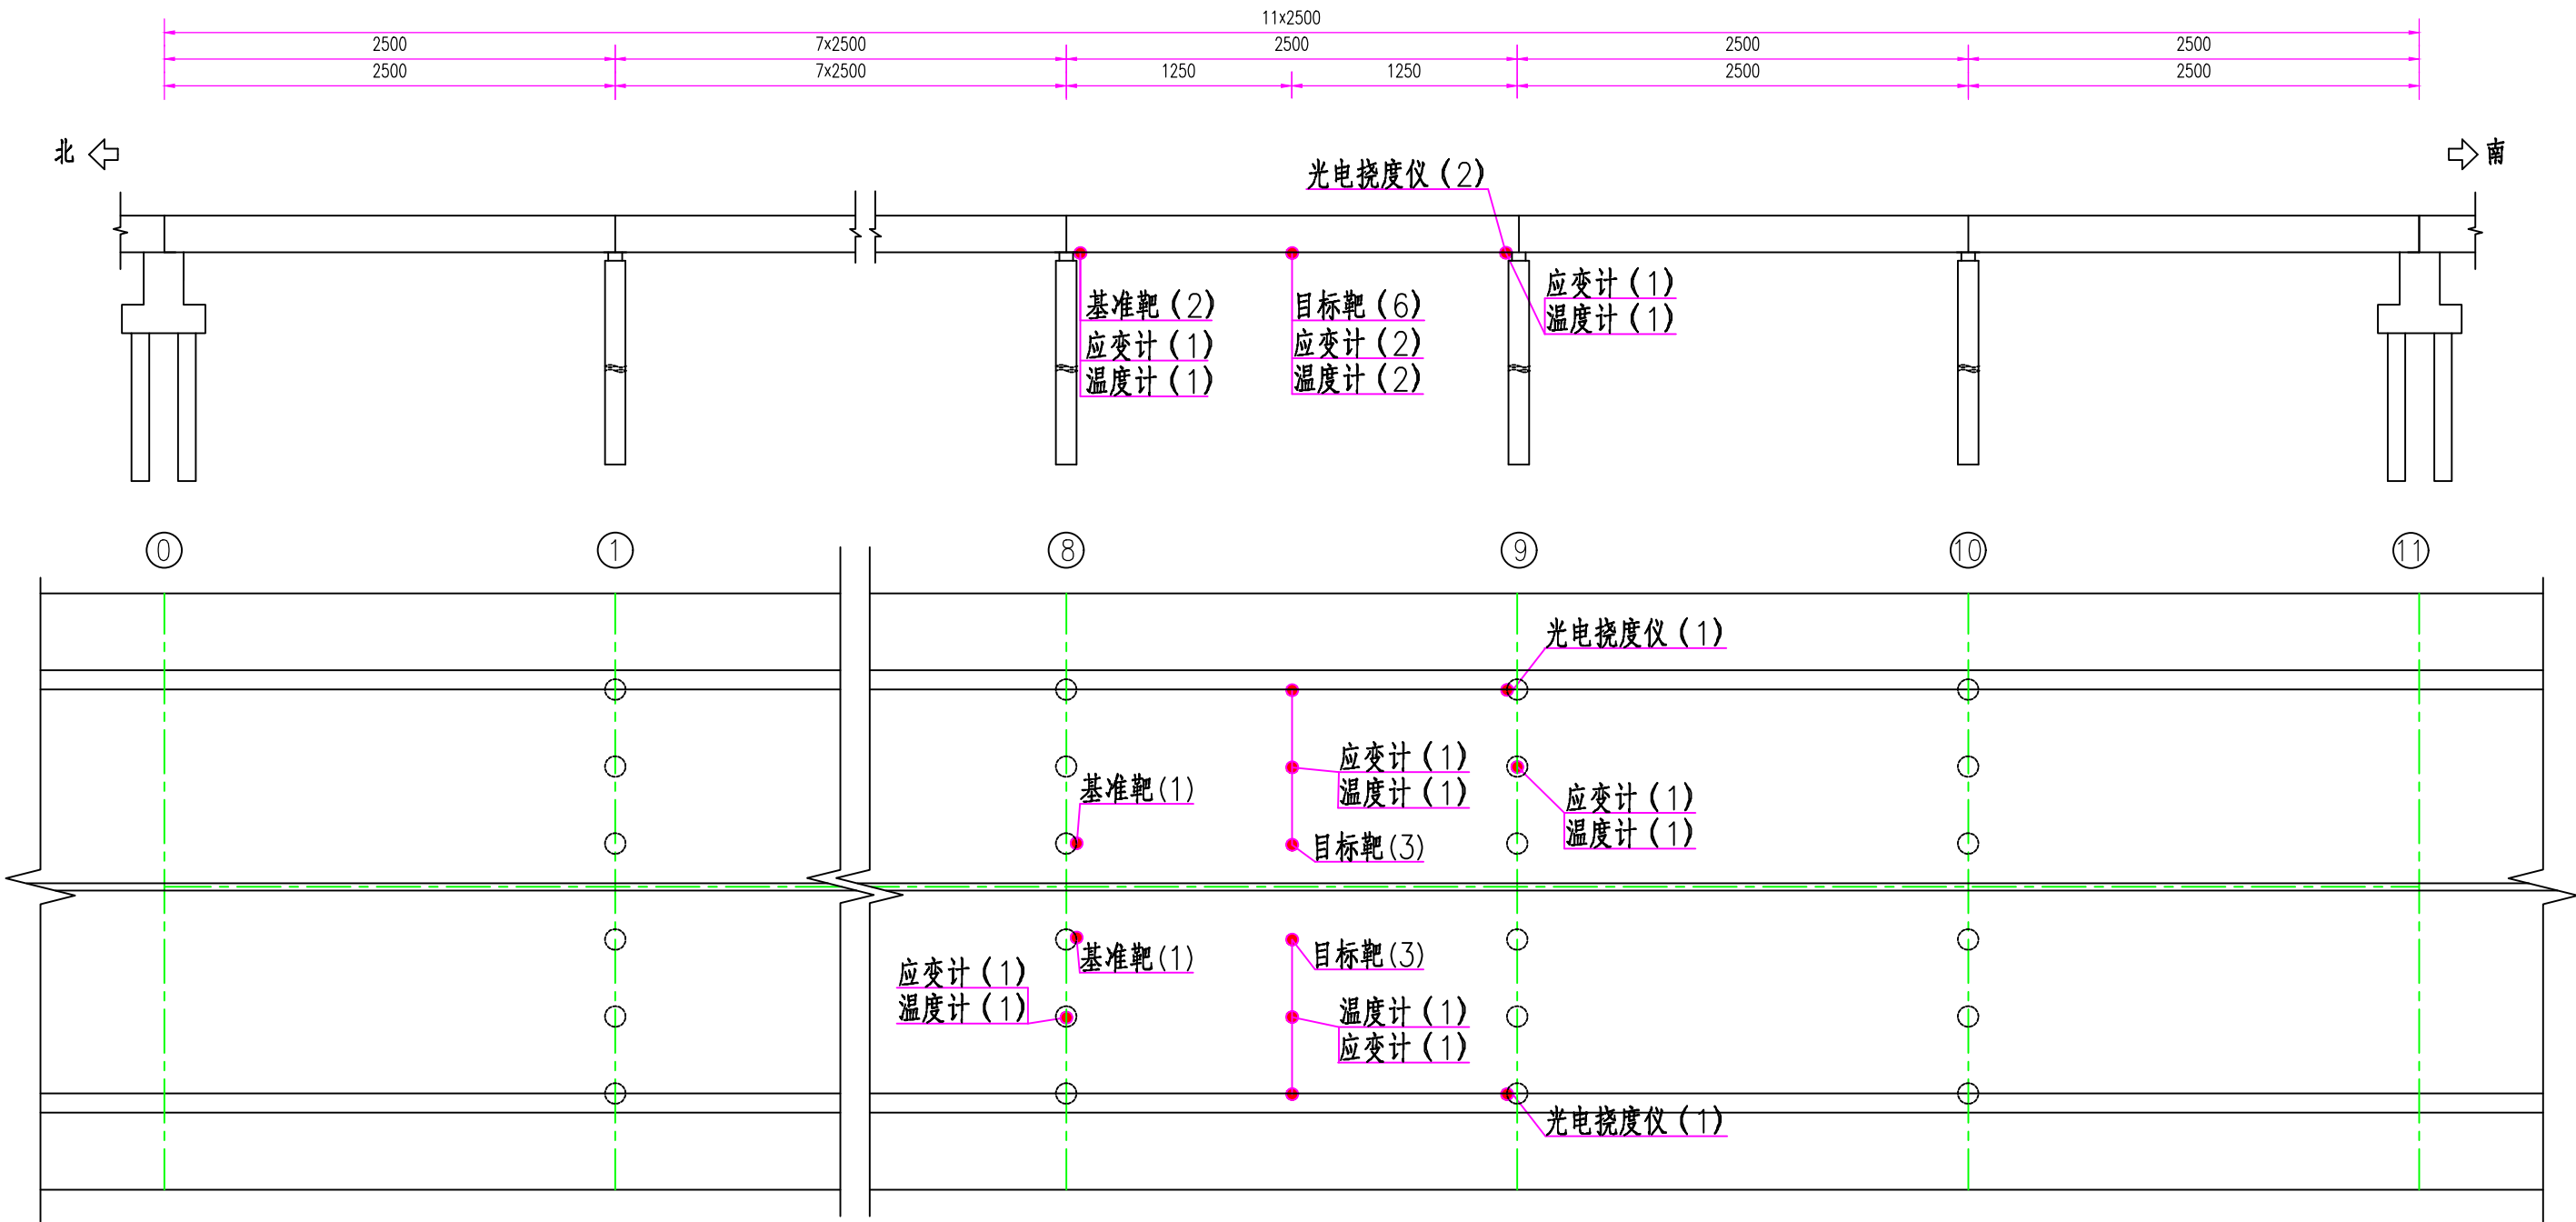 11x2500
2500 7x2500 2500 2500 2500
2500 7x2500 1250 1250 2500 2500
北 南
光电挠度仪（2）
基准靶（2）
应变计（1）
温度计（1）
目标靶（6）
应变计（2）
温度计（2）
应变计（1）
温度计（1）
0 1 8 9 10 11
光电挠度仪（1）
应变计（1）
温度计（1）
基准靶(1)
应变计（1）
温度计（1）
目标靶(3)
基准靶(1)
目标靶(3)
应变计（1）
温度计（1）
温度计（1）
应变计（1）
光电挠度仪（1）